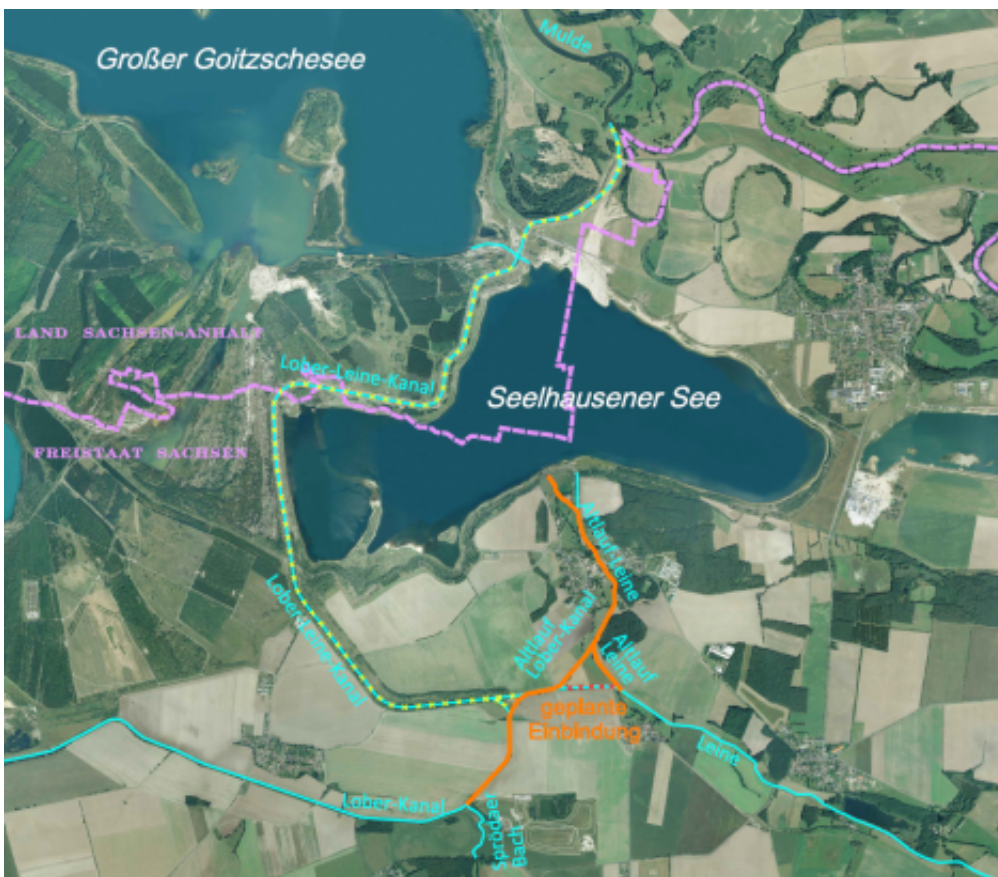 Mulde
Großer Goitzschesee
LAND SACHSEN-ANHALT
Lober-Leine-Kanal
Seelhausener See
FREISTAAT SACHSEN
Altlauf-Leine
Lober-Leine-Kanal
Altlauf
Lober-Kanal
Altlauf
Leine
geplante
Einbindung
Leine
Lober-Kanal
Sprödaer
Bach